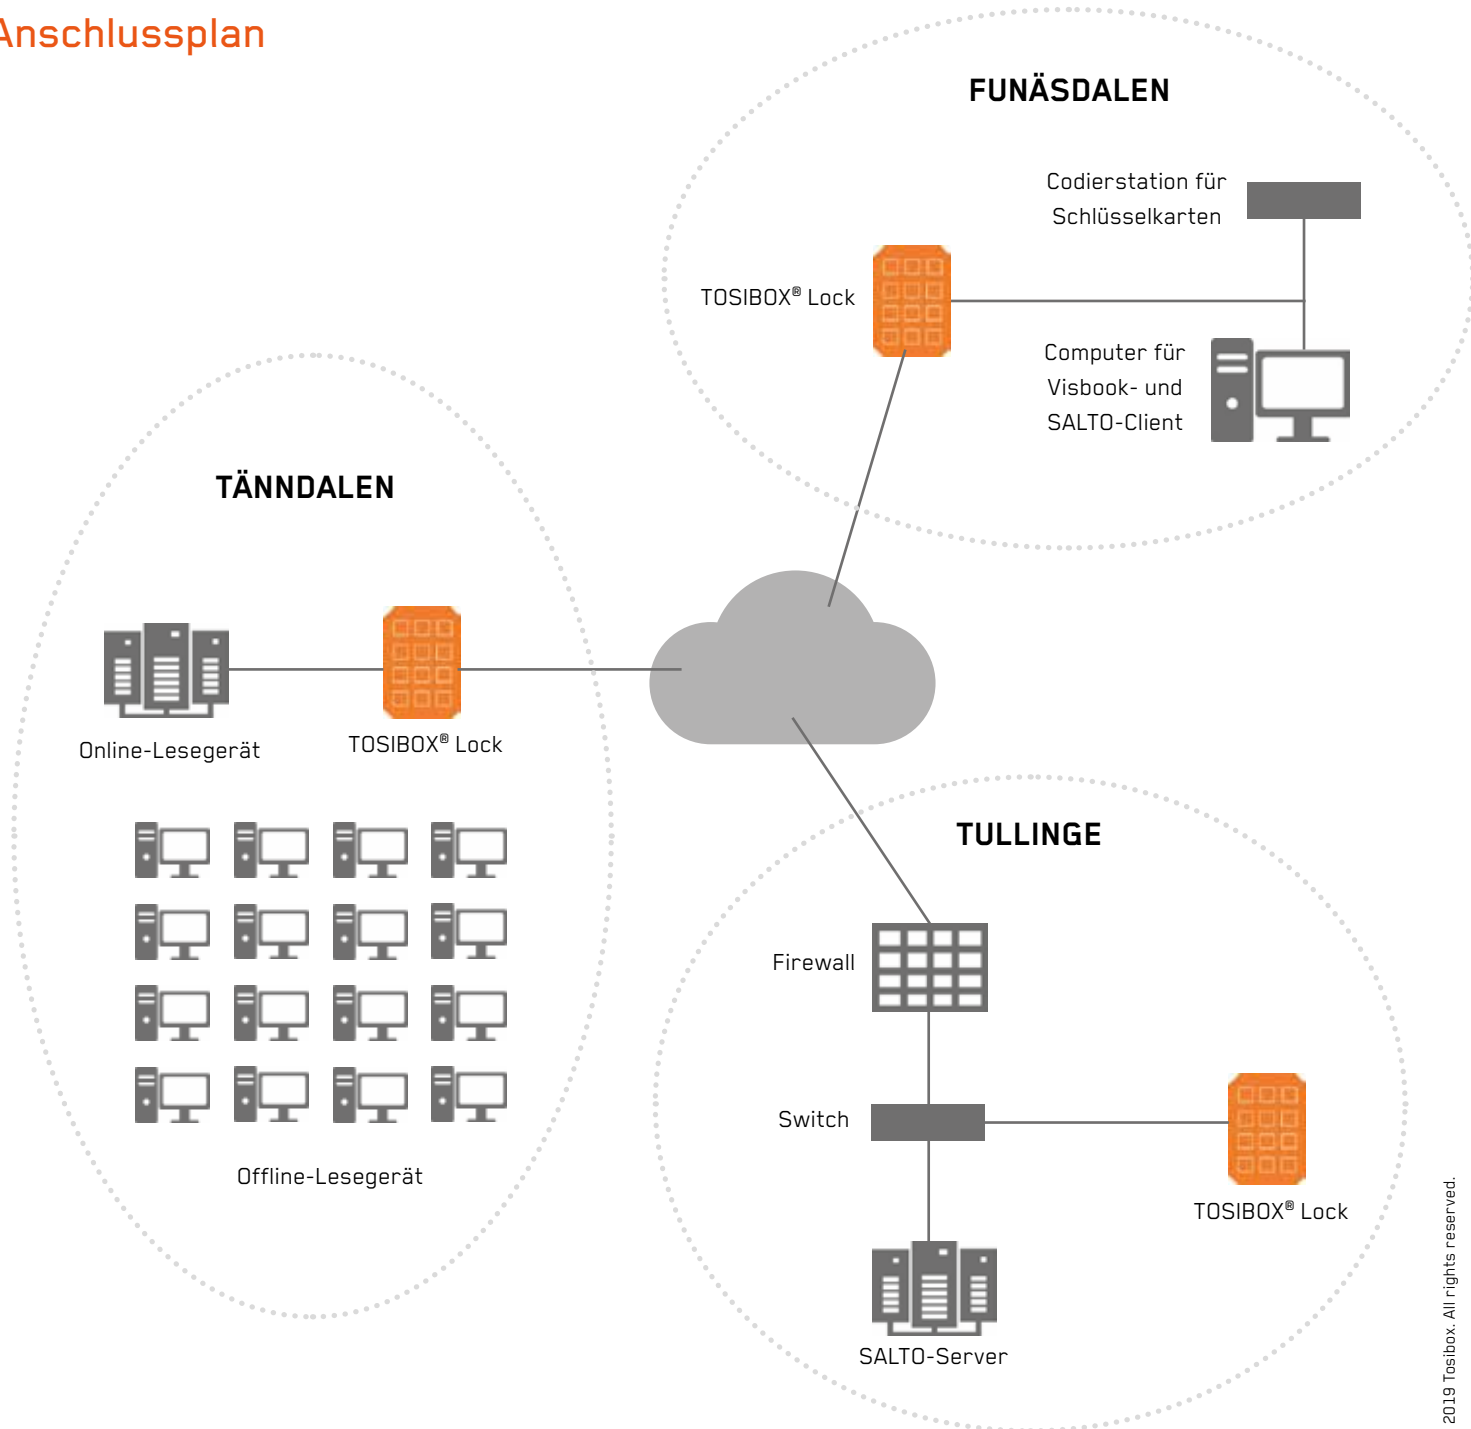 Anschlussplan
FUNÄSDALEN
Codierstation für
Schlüsselkarten
TOSIBOX® Lock
Computer für
Visbook- und
SALTO-Client
TÄNNDALEN
Online-Lesegerät
TOSIBOX® Lock
Offline-Lesegerät
TULLINGE
Firewall
Switch
TOSIBOX® Lock
SALTO-Server
2019 Tosibox. All rights reserved.